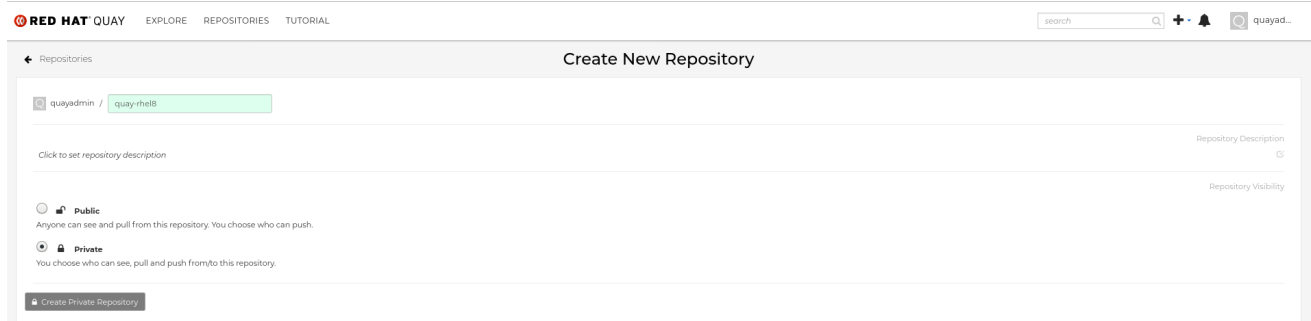 RED HAT® QUAY EXPLORE REPOSITORIES TUTORIAL search quayad...
Repositories Create New Repository
Q quayadmin / quay-rhel8
Repository Description
Click to set repository description
Repository Visibility
Public
Anyone can see and pull from this repository. You choose who can push.
Private
You choose who can see, pull and push from/to this repository.
Create Private Repository